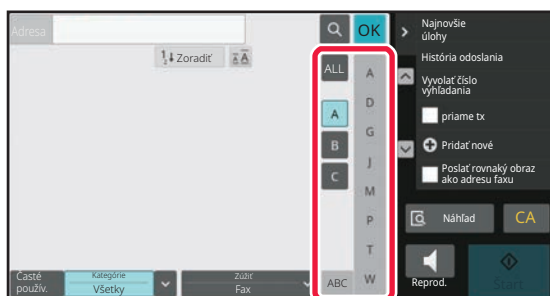 Adresa
OK
Zoradiť
ALL
A
B
C
ABC
A
D
G
J
M
P
T
W
Časté
použív.
Kategórie
Všetky
Zúžiť
Fax
Najnovšie
úlohy
História odoslania
Vyvolať číslo
vyhľadania
priame tx
Pridať nové
Poslať rovnaký obraz
ako adresu faxu
Náhľad
CA
Reprod.
Štart